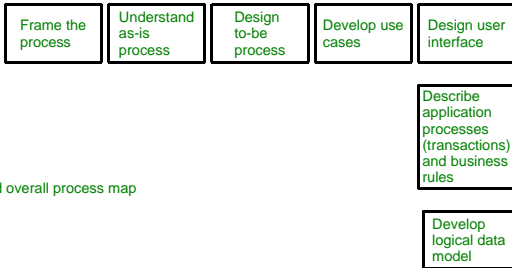 Frame the
process
Understand
as-is
process
Design
to-be
process
Develop use
cases
Design user
interface
Describe
application
processes
(transactions)
and business
rules
overall process map
Develop
logical data
model